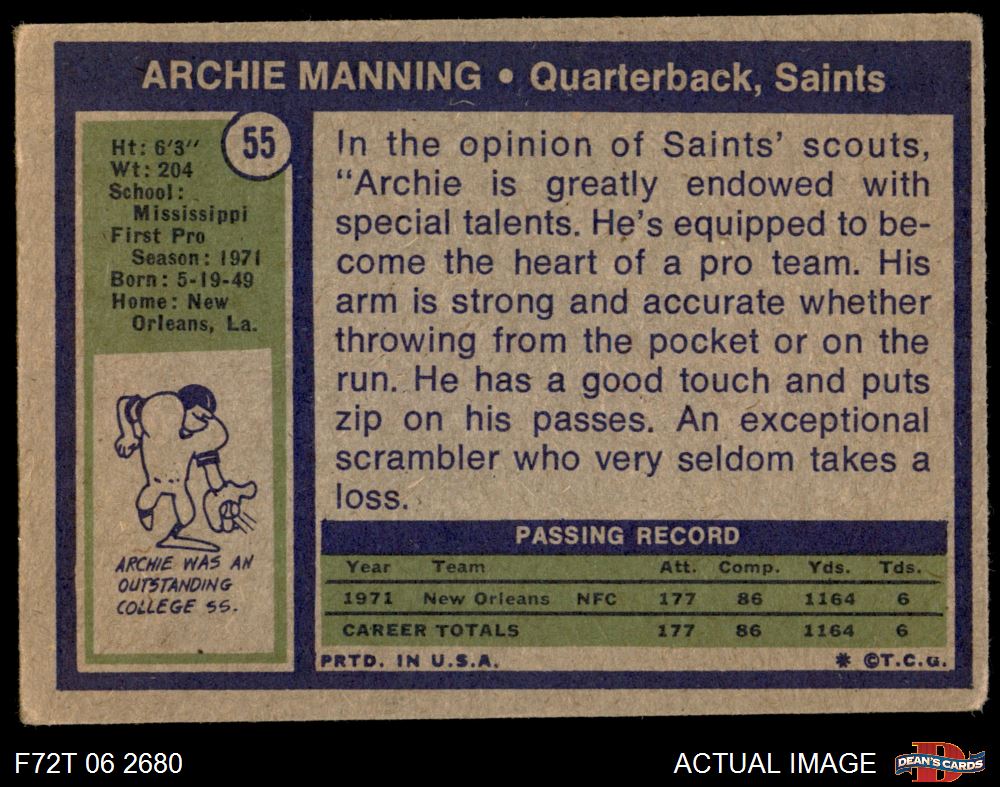 ARCHIE MANNING • Quarterback, Saints
55
Ht: 6'3"
Wt: 204
School:
Mississippi
First Pro
Season: 1971
Born: 5-19-49
Home: New
Orleans, La.
ARCHIE WAS AN
OUTSTANDING
COLLEGE SS.
In the opinion of Saints' scouts,
“Archie is greatly endowed with
special talents. He's equipped to be-
come the heart of a pro team. His
arm is strong and accurate whether
throwing from the pocket or on the
run. He has a good touch and puts
zip on his passes. An exceptional
scrambler who very seldom takes a
loss.
PASSING RECORD
Year Team Att. Comp. Yds. Tds.
1971 New Orleans NFC 177 86 1164 6
CAREER TOTALS 177 86 1164 6
PRTD. IN U.S.A. * ©T.C.G.
F72T 06 2680 ACTUAL IMAGE D DEAN'S CARDS